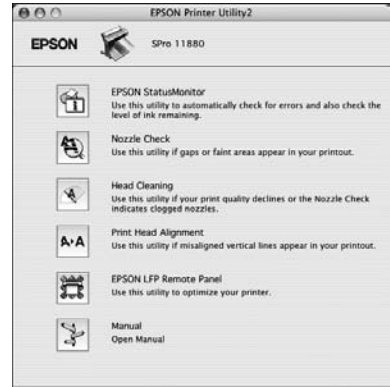 EPSON Printer Utility2
EPSON SPro 11880
EPSON StatusMonitor
Use this utility to automatically check for errors and also check the
level of ink remaining.
Nozzle Check
Use this utility if gaps or faint areas appear in your printout.
Head Cleaning
Use this utility if your print quality declines or the Nozzle Check
indicates clogged nozzles.
Print Head Alignment
Use this utility if misaligned vertical lines appear in your printout.
EPSON LFP Remote Panel
Use this utility to optimize your printer.
Manual
Open Manual